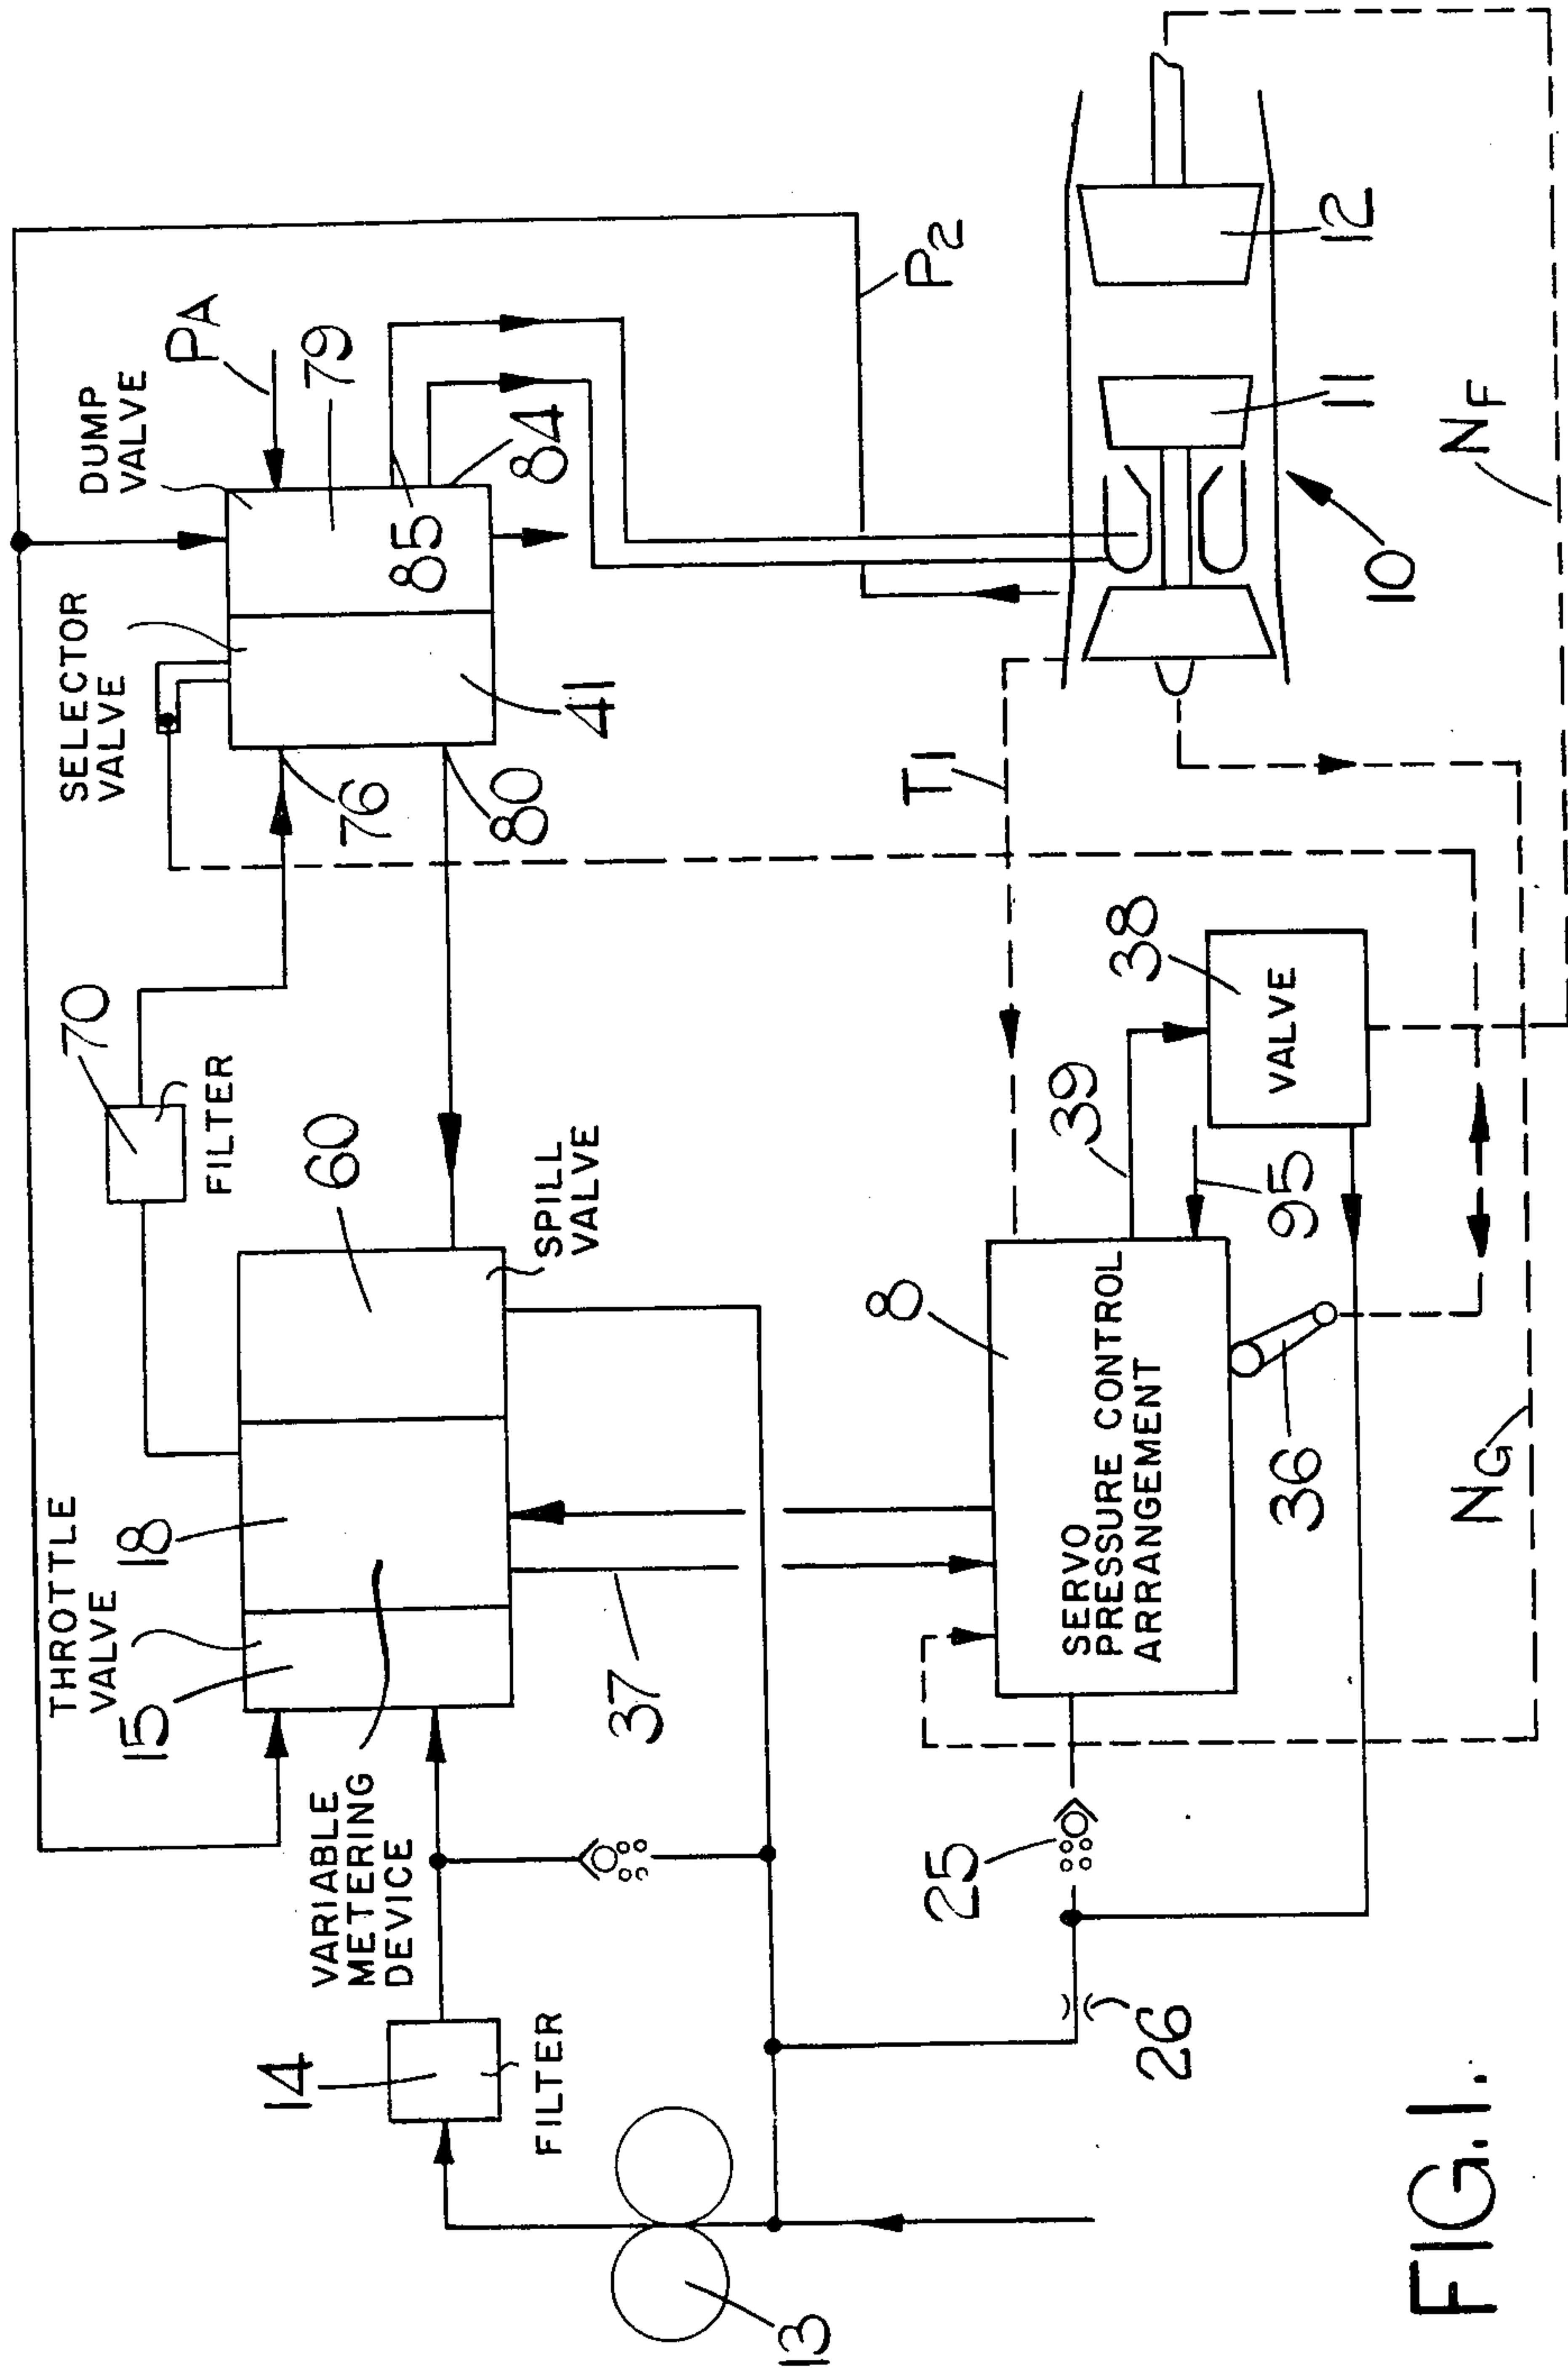 THROTTLE
VALVE
15
18
VARIABLE
METERING
DEVICE
14
FILTER
13
37
60
SPILL
VALVE
70
FILTER
SELECTOR
VALVE
76
80
41
DUMP
VALVE
PA
79
85
84
P2
T1
8
SERVO
PRESSURE CONTROL
ARRANGEMENT
25
26
36
39
95
38
VALVE
10
11
12
NG
NF
FIG.1.